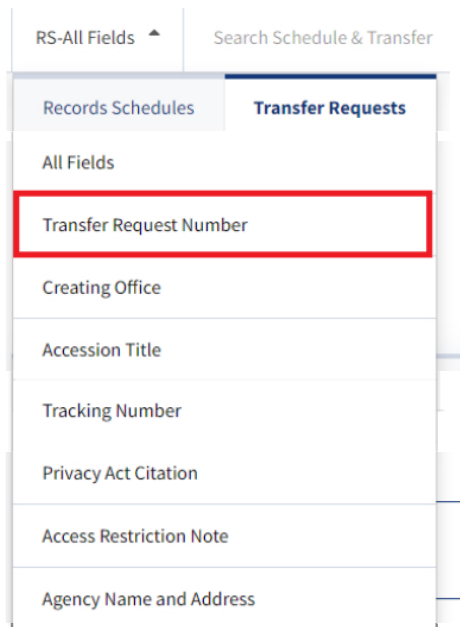 RS-All Fields Search Schedule & Transfer
Records Schedules Transfer Requests
All Fields
Transfer Request Number
Creating Office
Accession Title
Tracking Number
Privacy Act Citation
Access Restriction Note
Agency Name and Address